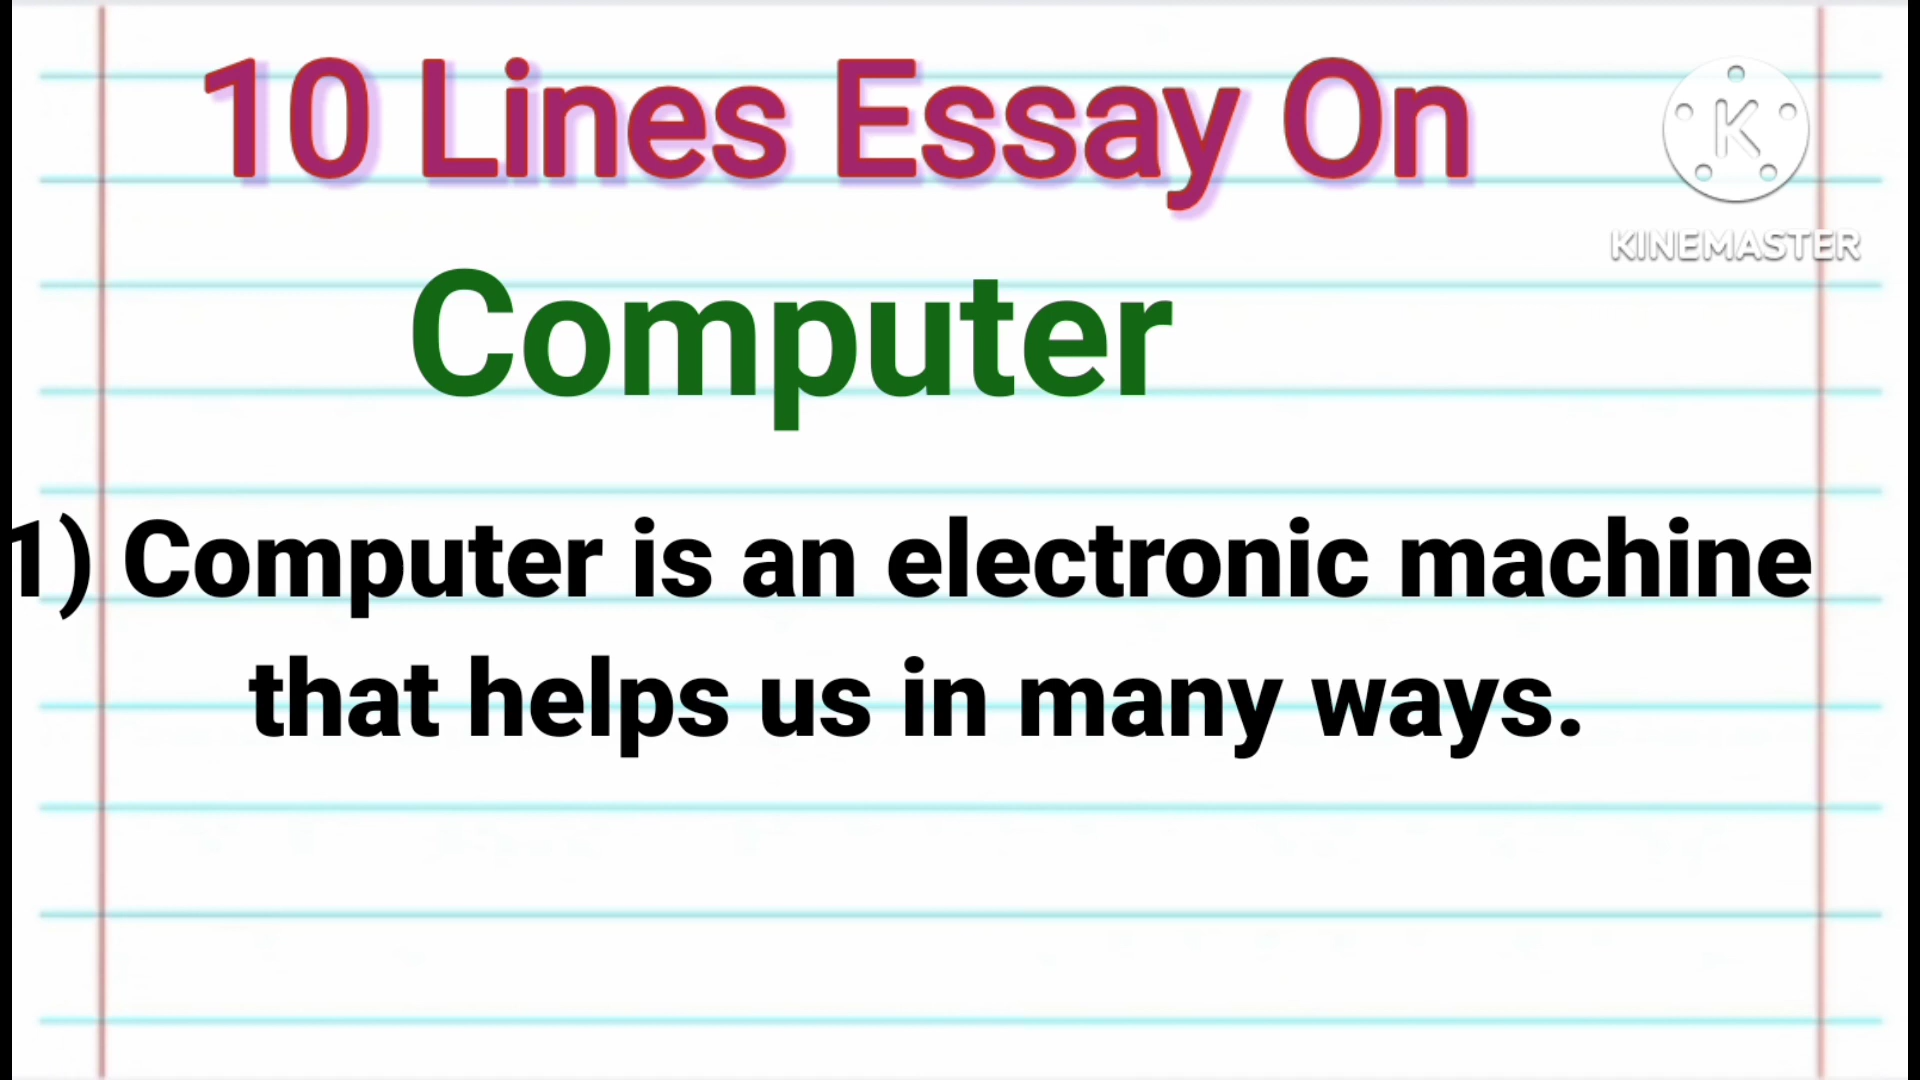 10 Lines Essay On
K
KINEMASTER
Computer
1) Computer is an electronic machine
that helps us in many ways.